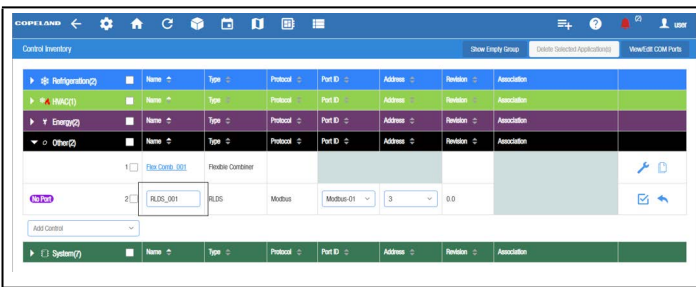 COPELAND
(2)
user
Control Inventory
Show Empty Group
Delete Selected Application(s)
View/Edit COM Ports
Refrigeration(2) Name Type Protocol Port ID Address Revision Association
HVAC(1) Name Type Protocol Port ID Address Revision Association
Energy(2) Name Type Protocol Port ID Address Revision Association
Other(2) Name Type Protocol Port ID Address Revision Association
1 Flex Comb_001 Flexible Combiner
No Port 2 RLDS_001 RLDS Modbus Modbus-01 3 0.0
Add Control
System(7) Name Type Protocol Port ID Address Revision Association